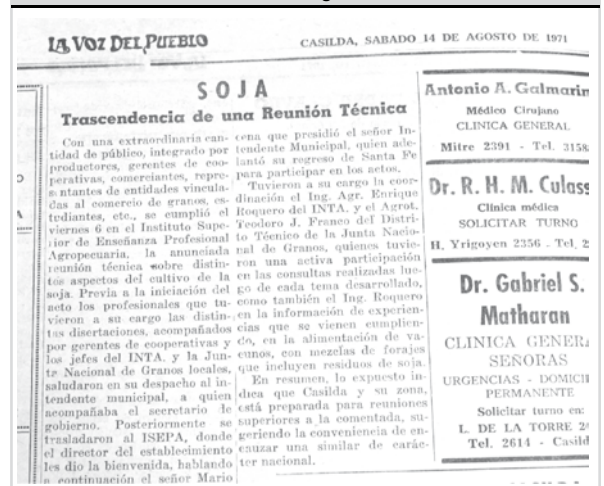 LA VOZ DEL PUEBLO
CASILDA, SABADO 14 DE AGOSTO DE 1971
SOJA
Trascendencia de una Reunión Técnica
Con una extraordinaria can-
tidad de público, integrado por
productores, gerentes de coo-
perativas, comerciantes, repre-
sentantes de entidades vincula-
das al comercio de granos, es-
tudiantes, etc., se cumplió el
viernes 6 en el Instituto Supe-
rior de Enseñanza Profesional
Agropecuaria, la anunciada
reunión técnica sobre distin-
tos aspectos del cultivo de la
soja. Previa a la iniciación del
acto los profesionales que tu-
vieron a su cargo las distin-
tas disertaciones, acompañados
por gerentes de cooperativas y
los jefes del INTA. y la Jun-
ta Nacional de Granos locales,
saludaron en su despacho al in-
tendente municipal, a quien
acompañaba el secretario de
gobierno. Posteriormente se
trasladaron al ISEPA, donde
el director del establecimiento
les dio la bienvenida, hablando
a continuación el señor Mario
cena que presidió el señor In-
tendente Municipal, quien ade-
lantó su regreso de Santa Fe
para participar en los actos.
Tuvieron a su cargo la coor-
dinación el Ing. Agr. Enrique
Roquero del INTA. y el Agrot.
Teodoro J. Franco del Distri-
to Técnico de la Junta Nacio-
nal de Granos, quienes tuvie-
ron una activa participación
en las consultas realizadas lue-
go de cada tema desarrollado,
como también el Ing. Roquero
en la información de experien-
cias que se vienen cumplien-
do, en la alimentación de va-
cunos, con mezclas de forajes
que incluyen residuos de soja.
En resumen, lo expuesto in-
dica que Casilda y su zona,
está preparada para reuniones
superiores a la comentada, su-
geriendo la conveniencia de en-
cauzar una similar de carác-
ter nacional.
Antonio A. Galmarin
Médico Cirujano
CLINICA GENERAL
Mitre 2391 - Tel. 3158
Dr. R. H. M. Culass
Clínica médica
SOLICITAR TURNO
H. Yrigoyen 2356 - Tel. 2
Dr. Gabriel S.
Matharan
CLINICA GENERA
SEÑORAS
URGENCIAS - DOMICIL
PERMANENTE
Solicitar turno en:
L. DE LA TORRE 2
Tel. 2614 - Casild